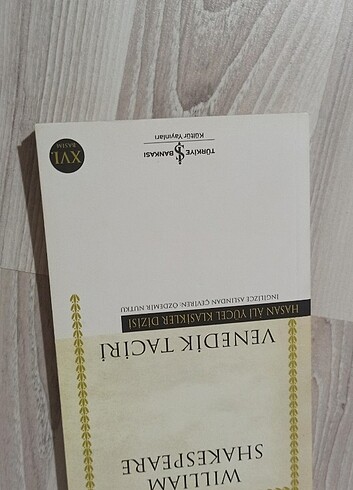 WILLIAM
SHAKESPEARE
VENEDİK TACİRİ
HASAN ÂLİ YÜCEL KLASİKLER DİZİSİ
İNGİLİZCE ASLINDAN ÇEVİREN: ÖZDEMİR NUTKU
TÜRKİYE İŞ BANKASI
Kültür Yayınları
XVI.
BASIM